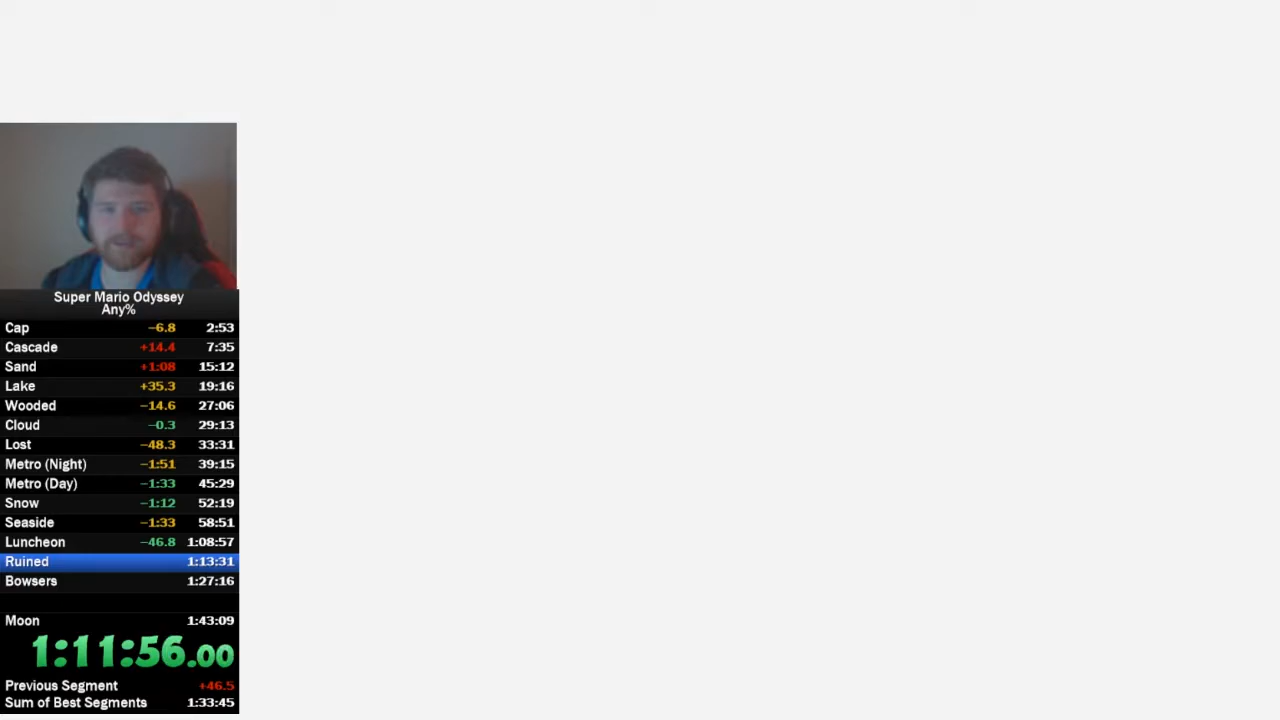 Super Mario Odyssey
Any%
Cap −6.8 2:53
Cascade +14.4 7:35
Sand +1:08 15:12
Lake +35.3 19:16
Wooded −14.6 27:06
Cloud −0.3 29:13
Lost −48.3 33:31
Metro (Night) −1:51 39:15
Metro (Day) −1:33 45:29
Snow −1:12 52:19
Seaside −1:33 58:51
Luncheon −46.8 1:08:57
Ruined 1:13:31
Bowsers 1:27:16
Moon 1:43:09
1:11:56.00
Previous Segment +46.5
Sum of Best Segments 1:33:45